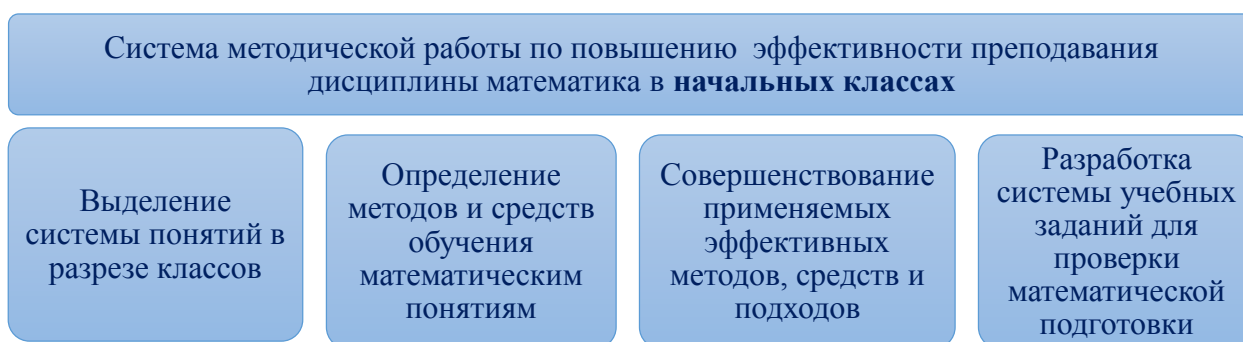 Система методической работы по повышению эффективности преподавания
дисциплины математика в начальных классах
Выделение
системы понятий в
разрезе классов
Определение
методов и средств
обучения
математическим
понятиям
Совершенствование
применяемых
эффективных
методов, средств и
подходов
Разработка
системы учебных
заданий для
проверки
математической
подготовки